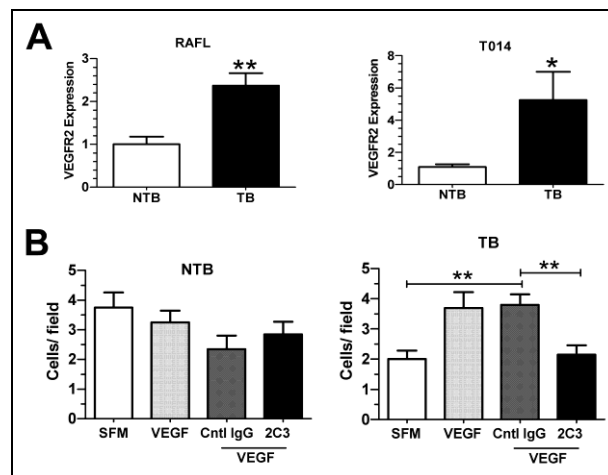 A
RAFL
VEGFR2 Expression
3
2
1
0
**
NTB
TB
T014
VEGFR2 Expression
8
6
4
2
0
*
NTB
TB
B
NTB
Cells/ field
5
4
3
2
1
0
SFM
VEGF
Cntl IgG
2C3
VEGF
TB
Cells/ field
5
4
3
2
1
0
**
**
SFM
VEGF
Cntl IgG
2C3
VEGF